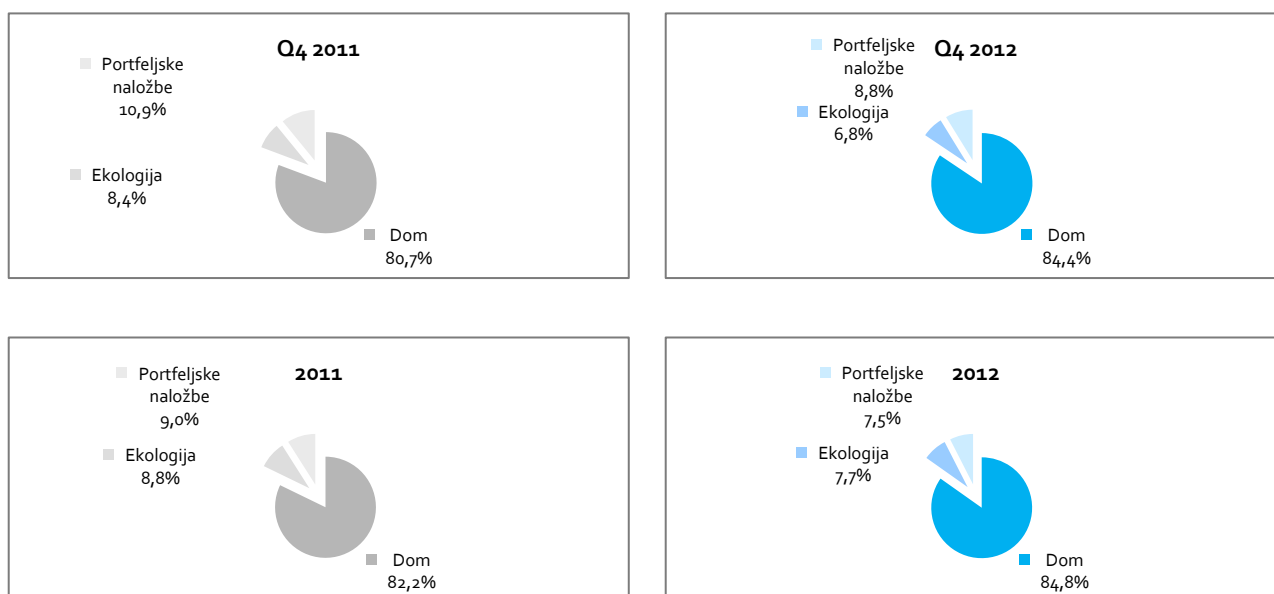 Q4 2011
Portfeljske
naložbe
10,9%
Ekologija
8,4%
Dom
80,7%
Q4 2012
Portfeljske
naložbe
8,8%
Ekologija
6,8%
Dom
84,4%
2011
Portfeljske
naložbe
9,0%
Ekologija
8,8%
Dom
82,2%
2012
Portfeljske
naložbe
7,5%
Ekologija
7,7%
Dom
84,8%